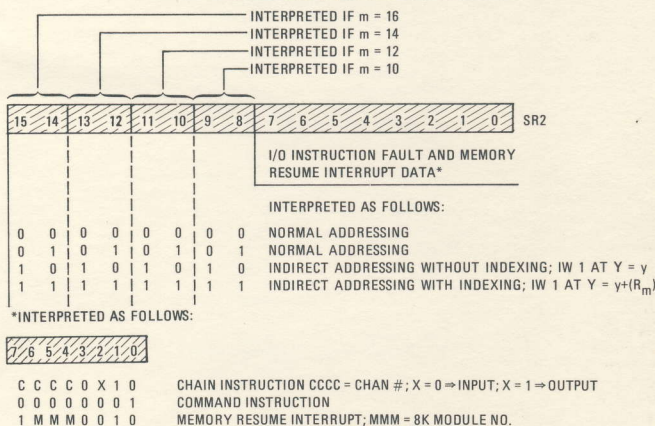 INTERPRETED IF m = 16
INTERPRETED IF m = 14
INTERPRETED IF m = 12
INTERPRETED IF m = 10
15 14 13 12 11 10 9 8 7 6 5 4 3 2 1 0 SR2
I/O INSTRUCTION FAULT AND MEMORY
RESUME INTERRUPT DATA*
INTERPRETED AS FOLLOWS:
0 0 0 0 0 0 0 0 NORMAL ADDRESSING
0 1 0 1 0 1 0 1 NORMAL ADDRESSING
1 0 1 0 1 0 1 0 INDIRECT ADDRESSING WITHOUT INDEXING; IW 1 AT Y = y
1 1 1 1 1 1 1 1 INDIRECT ADDRESSING WITH INDEXING; IW 1 AT Y = y+(Rm)
*INTERPRETED AS FOLLOWS:
7 6 5 4 3 2 1 0
C C C C 0 X 1 0 CHAIN INSTRUCTION CCCC = CHAN #; X = 0 ⇒ INPUT; X = 1 ⇒ OUTPUT
0 0 0 0 0 0 0 1 COMMAND INSTRUCTION
1 M M M 0 0 1 0 MEMORY RESUME INTERRUPT; MMM = 8K MODULE NO.